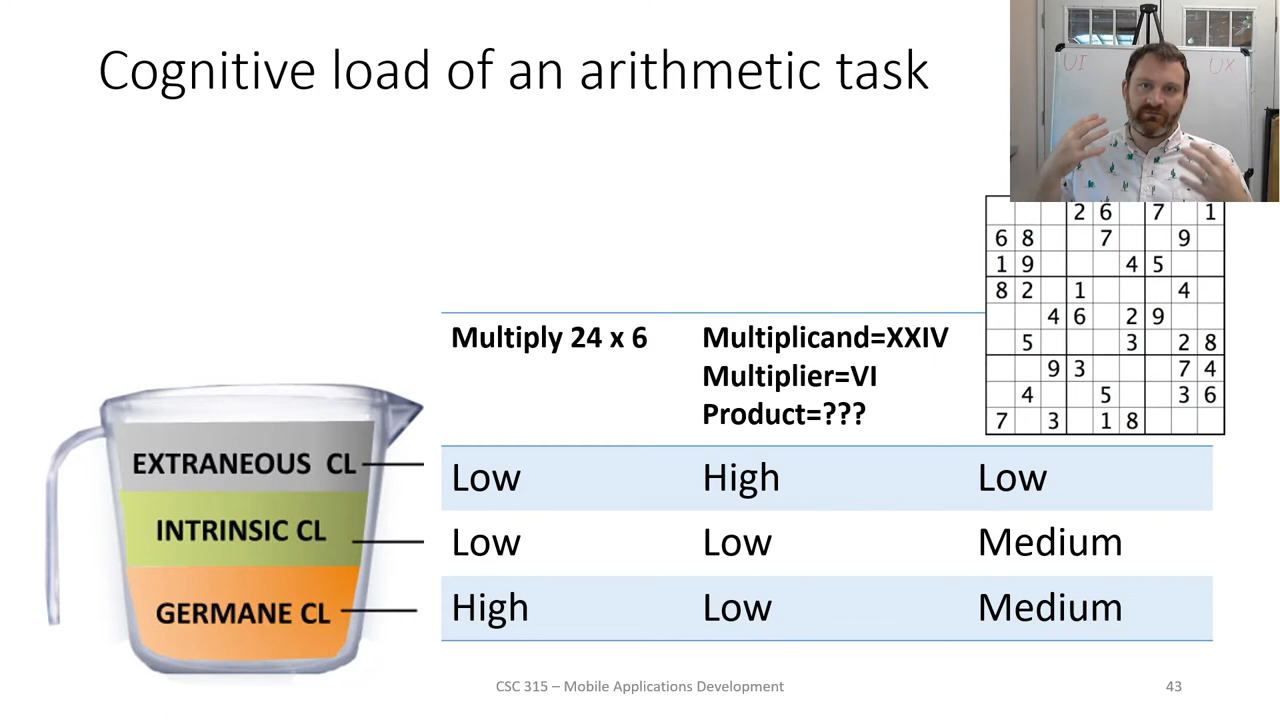 Cognitive load of an arithmetic task
UI
UX
2 6 7 1
6 8 7 9
1 9 4 5
8 2 1 4
4 6 2 9
5 3 2 8
9 3 7 4
4 5 3 6
7 3 1 8
Multiply 24 x 6
Multiplicand=XXIV
Multiplier=VI
Product=???
EXTRANEOUS CL
Low High Low
INTRINSIC CL
Low Low Medium
GERMANE CL
High Low Medium
CSC 315 – Mobile Applications Development
43